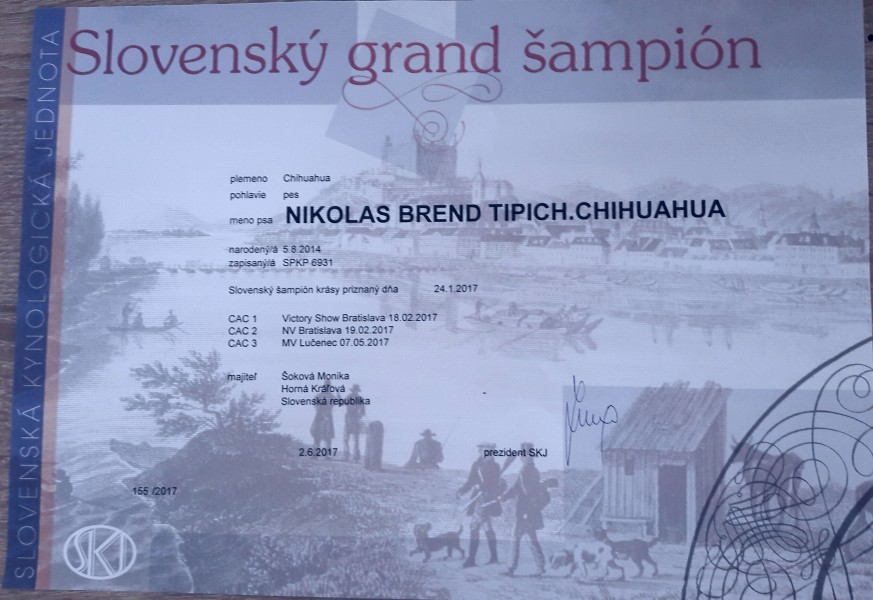 Slovenský grand šampión
SLOVENSKÁ KYNOLOGICKÁ JEDNOTA
plemeno Chihuahua
pohlavie pes
meno psa NIKOLAS BREND TIPICH.CHIHUAHUA
narodený/á 5.8.2014
zapísaný/á SPKP 6931
Slovenský šampión krásy priznaný dňa 24.1.2017
CAC 1 Victory Show Bratislava 18.02.2017
CAC 2 NV Bratislava 19.02.2017
CAC 3 MV Lučenec 07.05.2017
majiteľ Šoková Monika
Horná Kráľová
Slovenská republika
2.6.2017 prezident SKJ
155 /2017
SKJ